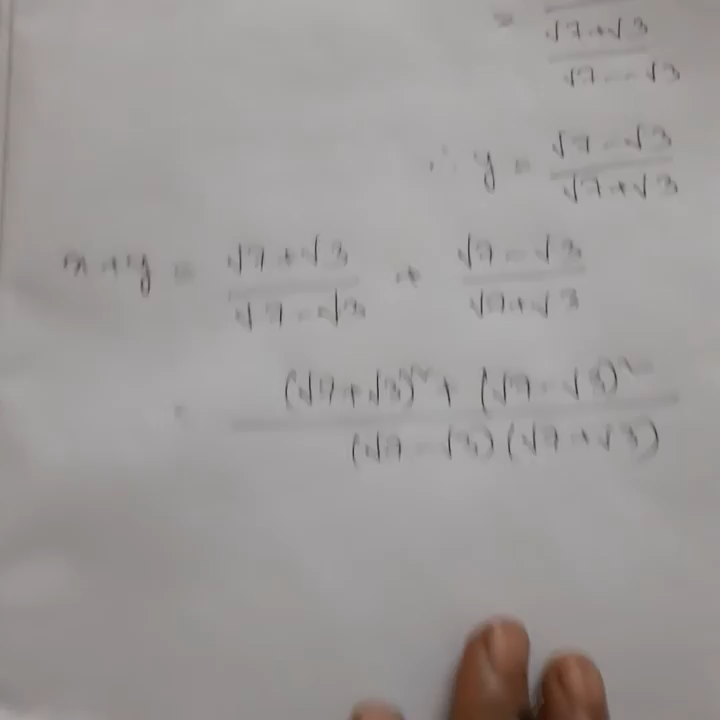 = √7+√3 / √7-√3
∴ y = √7-√3 / √7+√3
x+y = √7+√3 / √7-√3 + √7-√3 / √7+√3
= (√7+√3)² + (√7-√3)² / (√7-√3)(√7+√3)